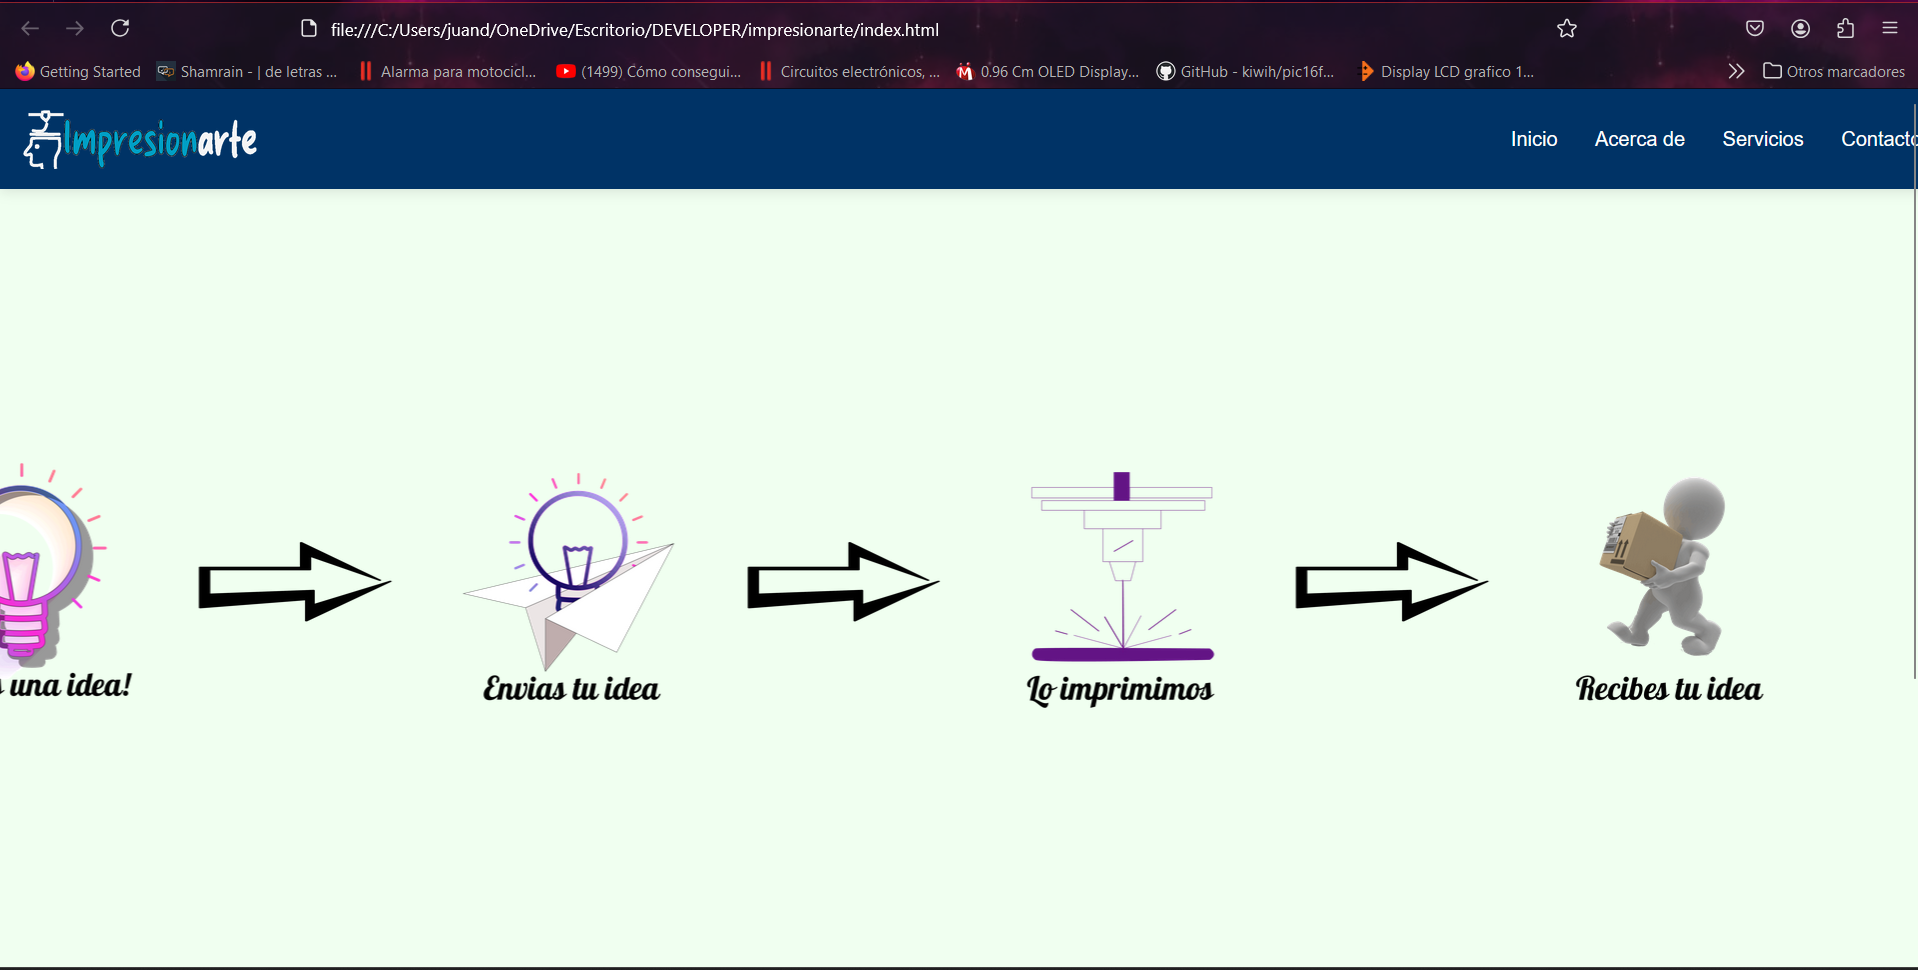 file:///C:/Users/juand/OneDrive/Escritorio/DEVELOPER/impresionarte/index.html
Getting Started
Shamrain - | de letras ...
Alarma para motocicl...
(1499) Cómo consegui...
Circuitos electrónicos, ...
0.96 Cm OLED Display...
GitHub - kiwih/pic16f...
Display LCD grafico 1...
Otros marcadores
Impresionarte
Inicio
Acerca de
Servicios
Contacto
s una idea!
Envias tu idea
Lo imprimimos
Recibes tu idea